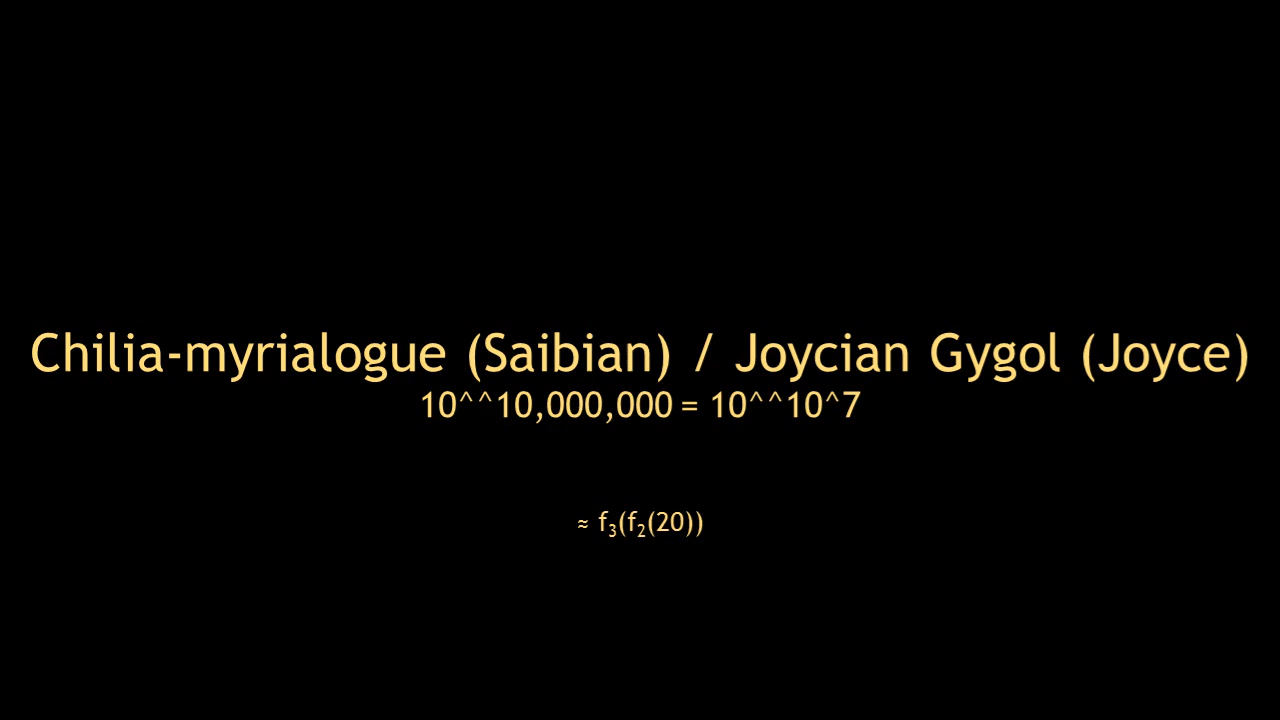 Chilia-myrialogue (Saibian) / Joycian Gygol (Joyce)
10^^10,000,000 = 10^^10^7
≈ f₃(f₂(20))